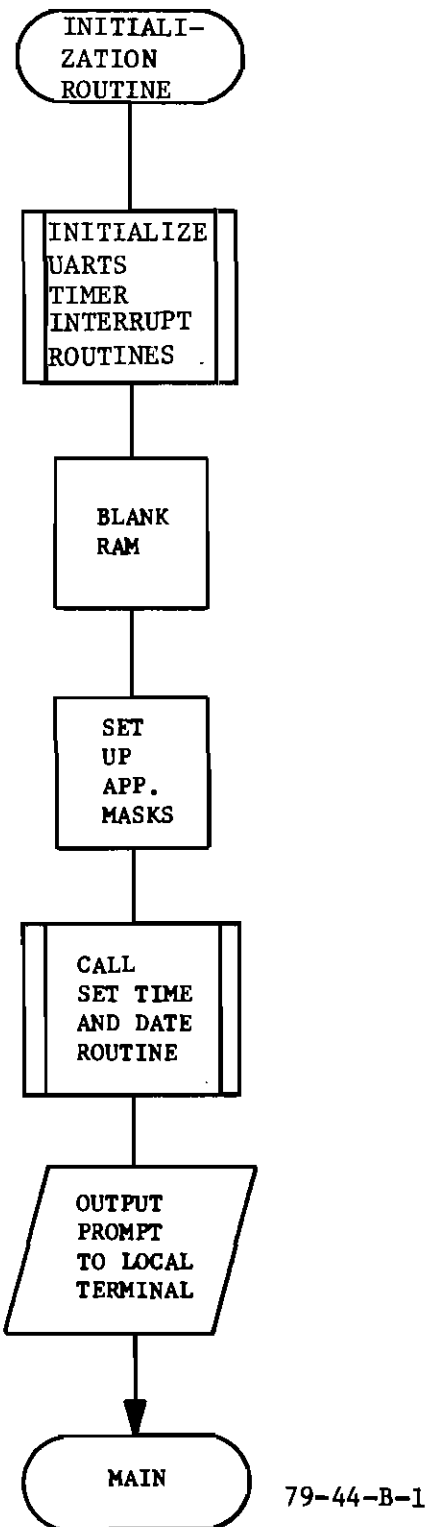 INITIALI-
ZATION
ROUTINE
INITIALIZE
UARTS
TIMER
INTERRUPT
ROUTINES
BLANK
RAM
SET
UP
APP.
MASKS
CALL
SET TIME
AND DATE
ROUTINE
OUTPUT
PROMPT
TO LOCAL
TERMINAL
MAIN
79-44-B-1